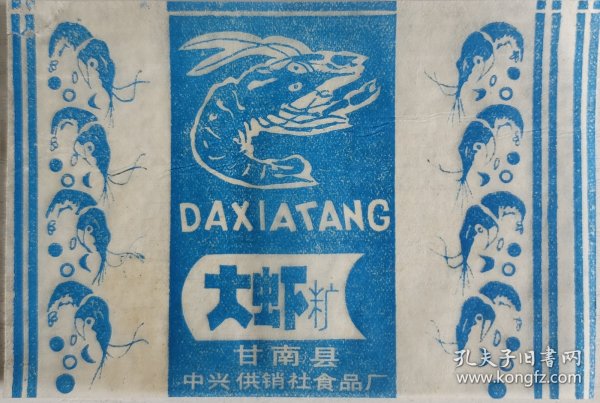 DAXIATANG
大虾籿
甘南县
中兴供销社食品厂
孔夫子旧书网
www.kongfz.com